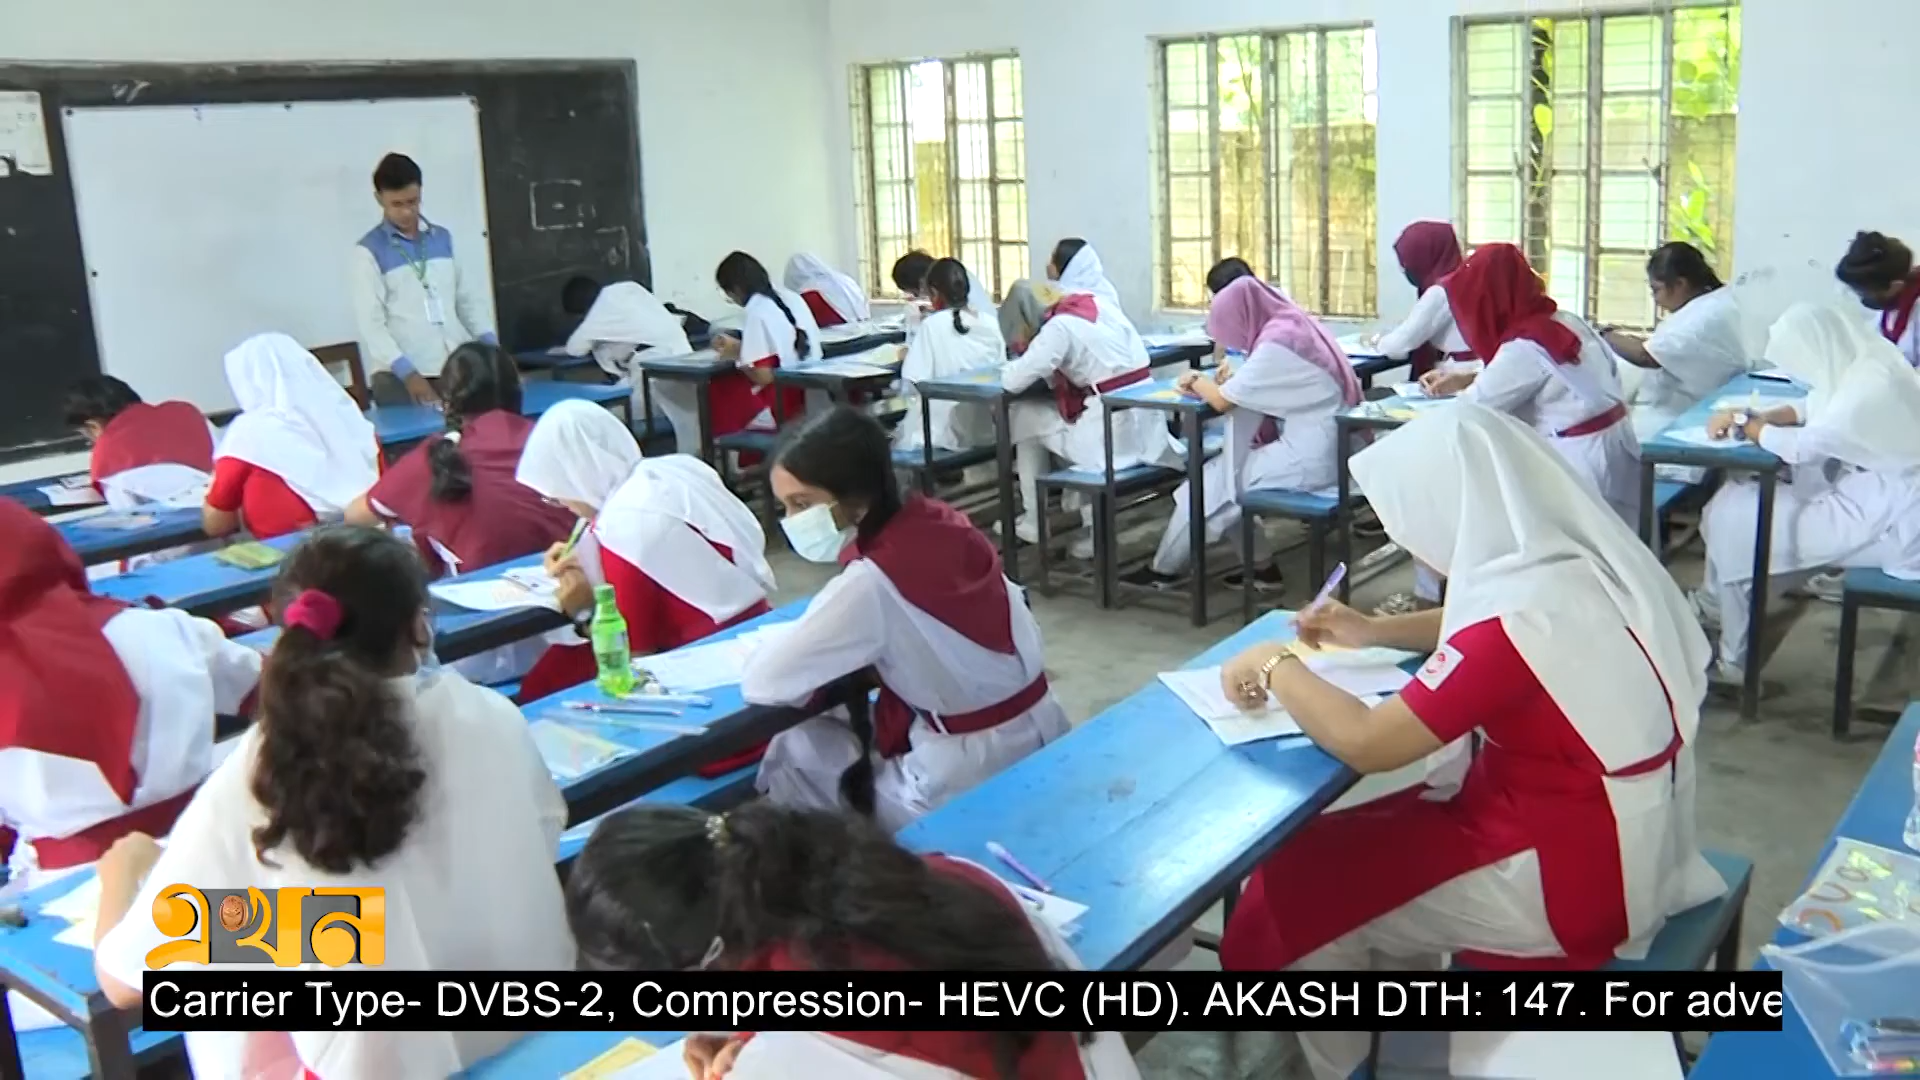 এখন
Carrier Type- DVBS-2, Compression- HEVC (HD). AKASH DTH: 147. For adve